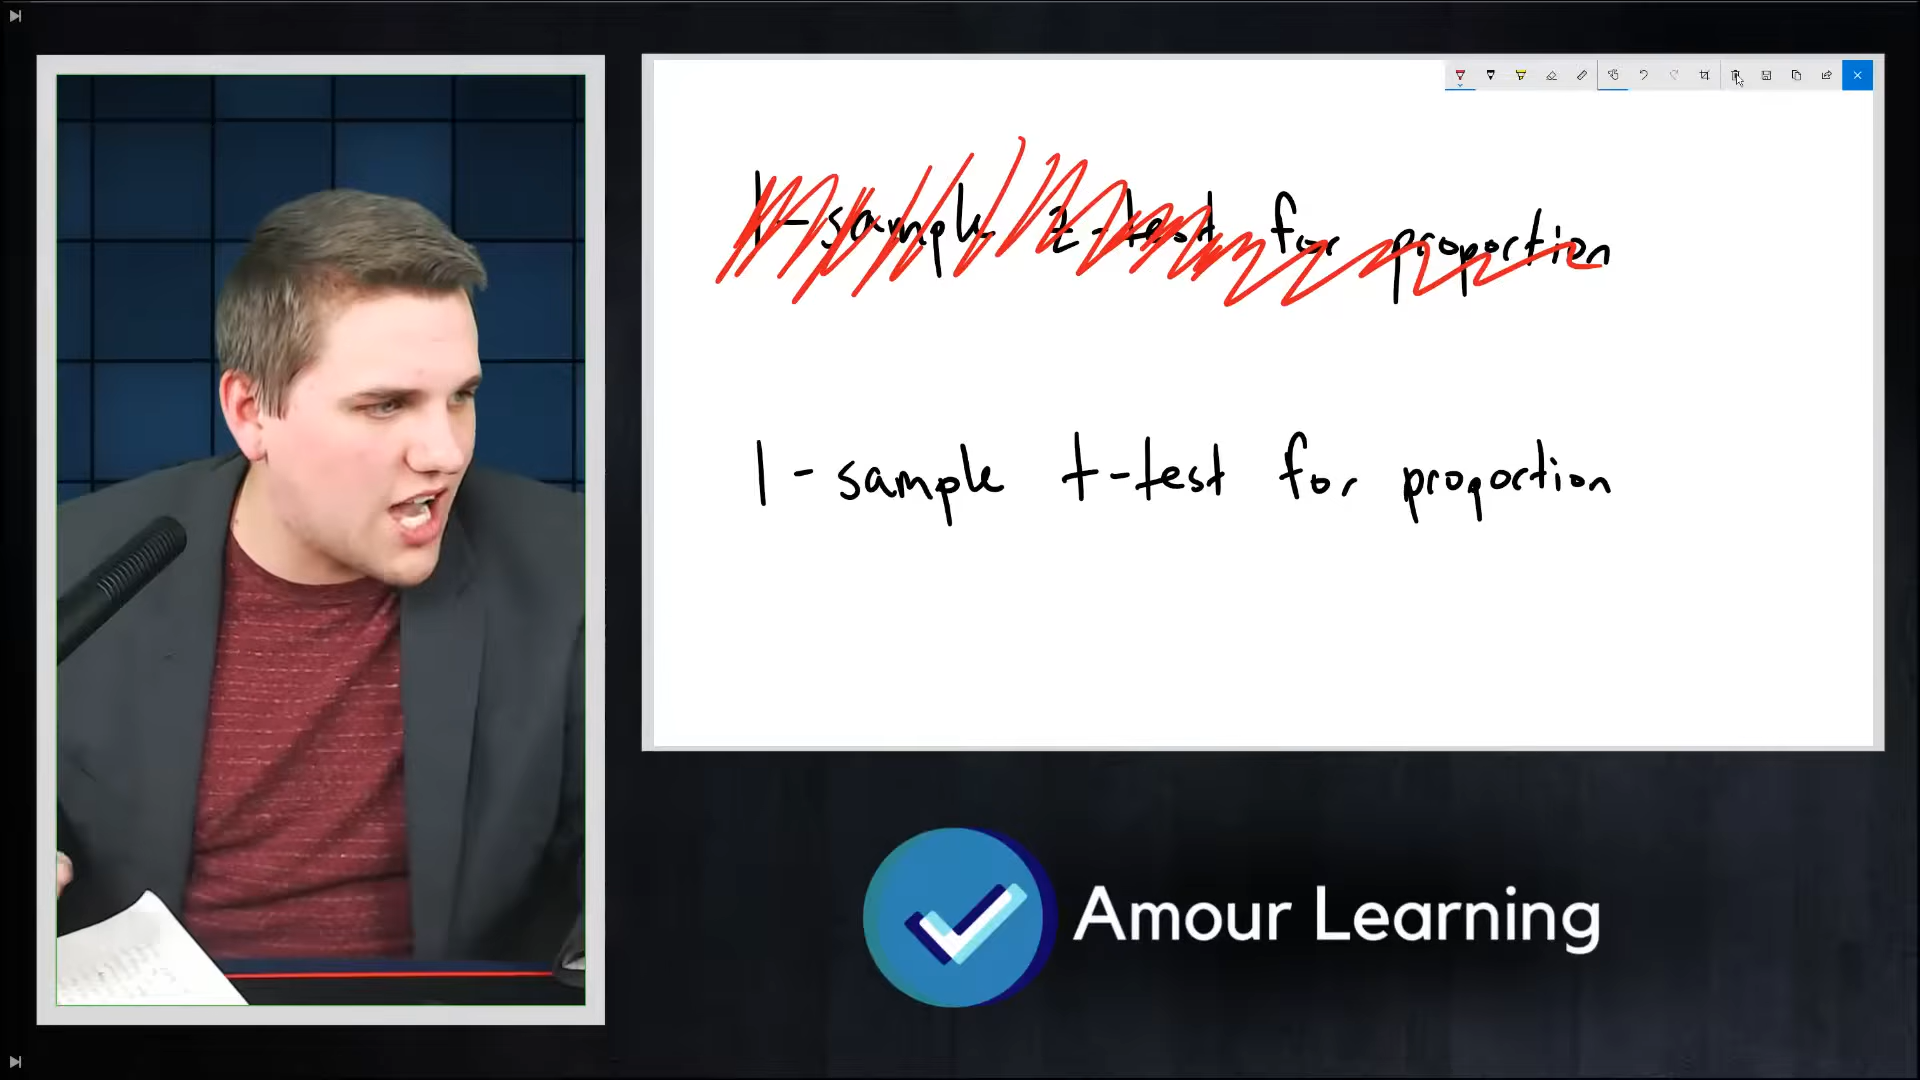 1-sample z-test for proportion
1-sample t-test for proportion
Amour Learning